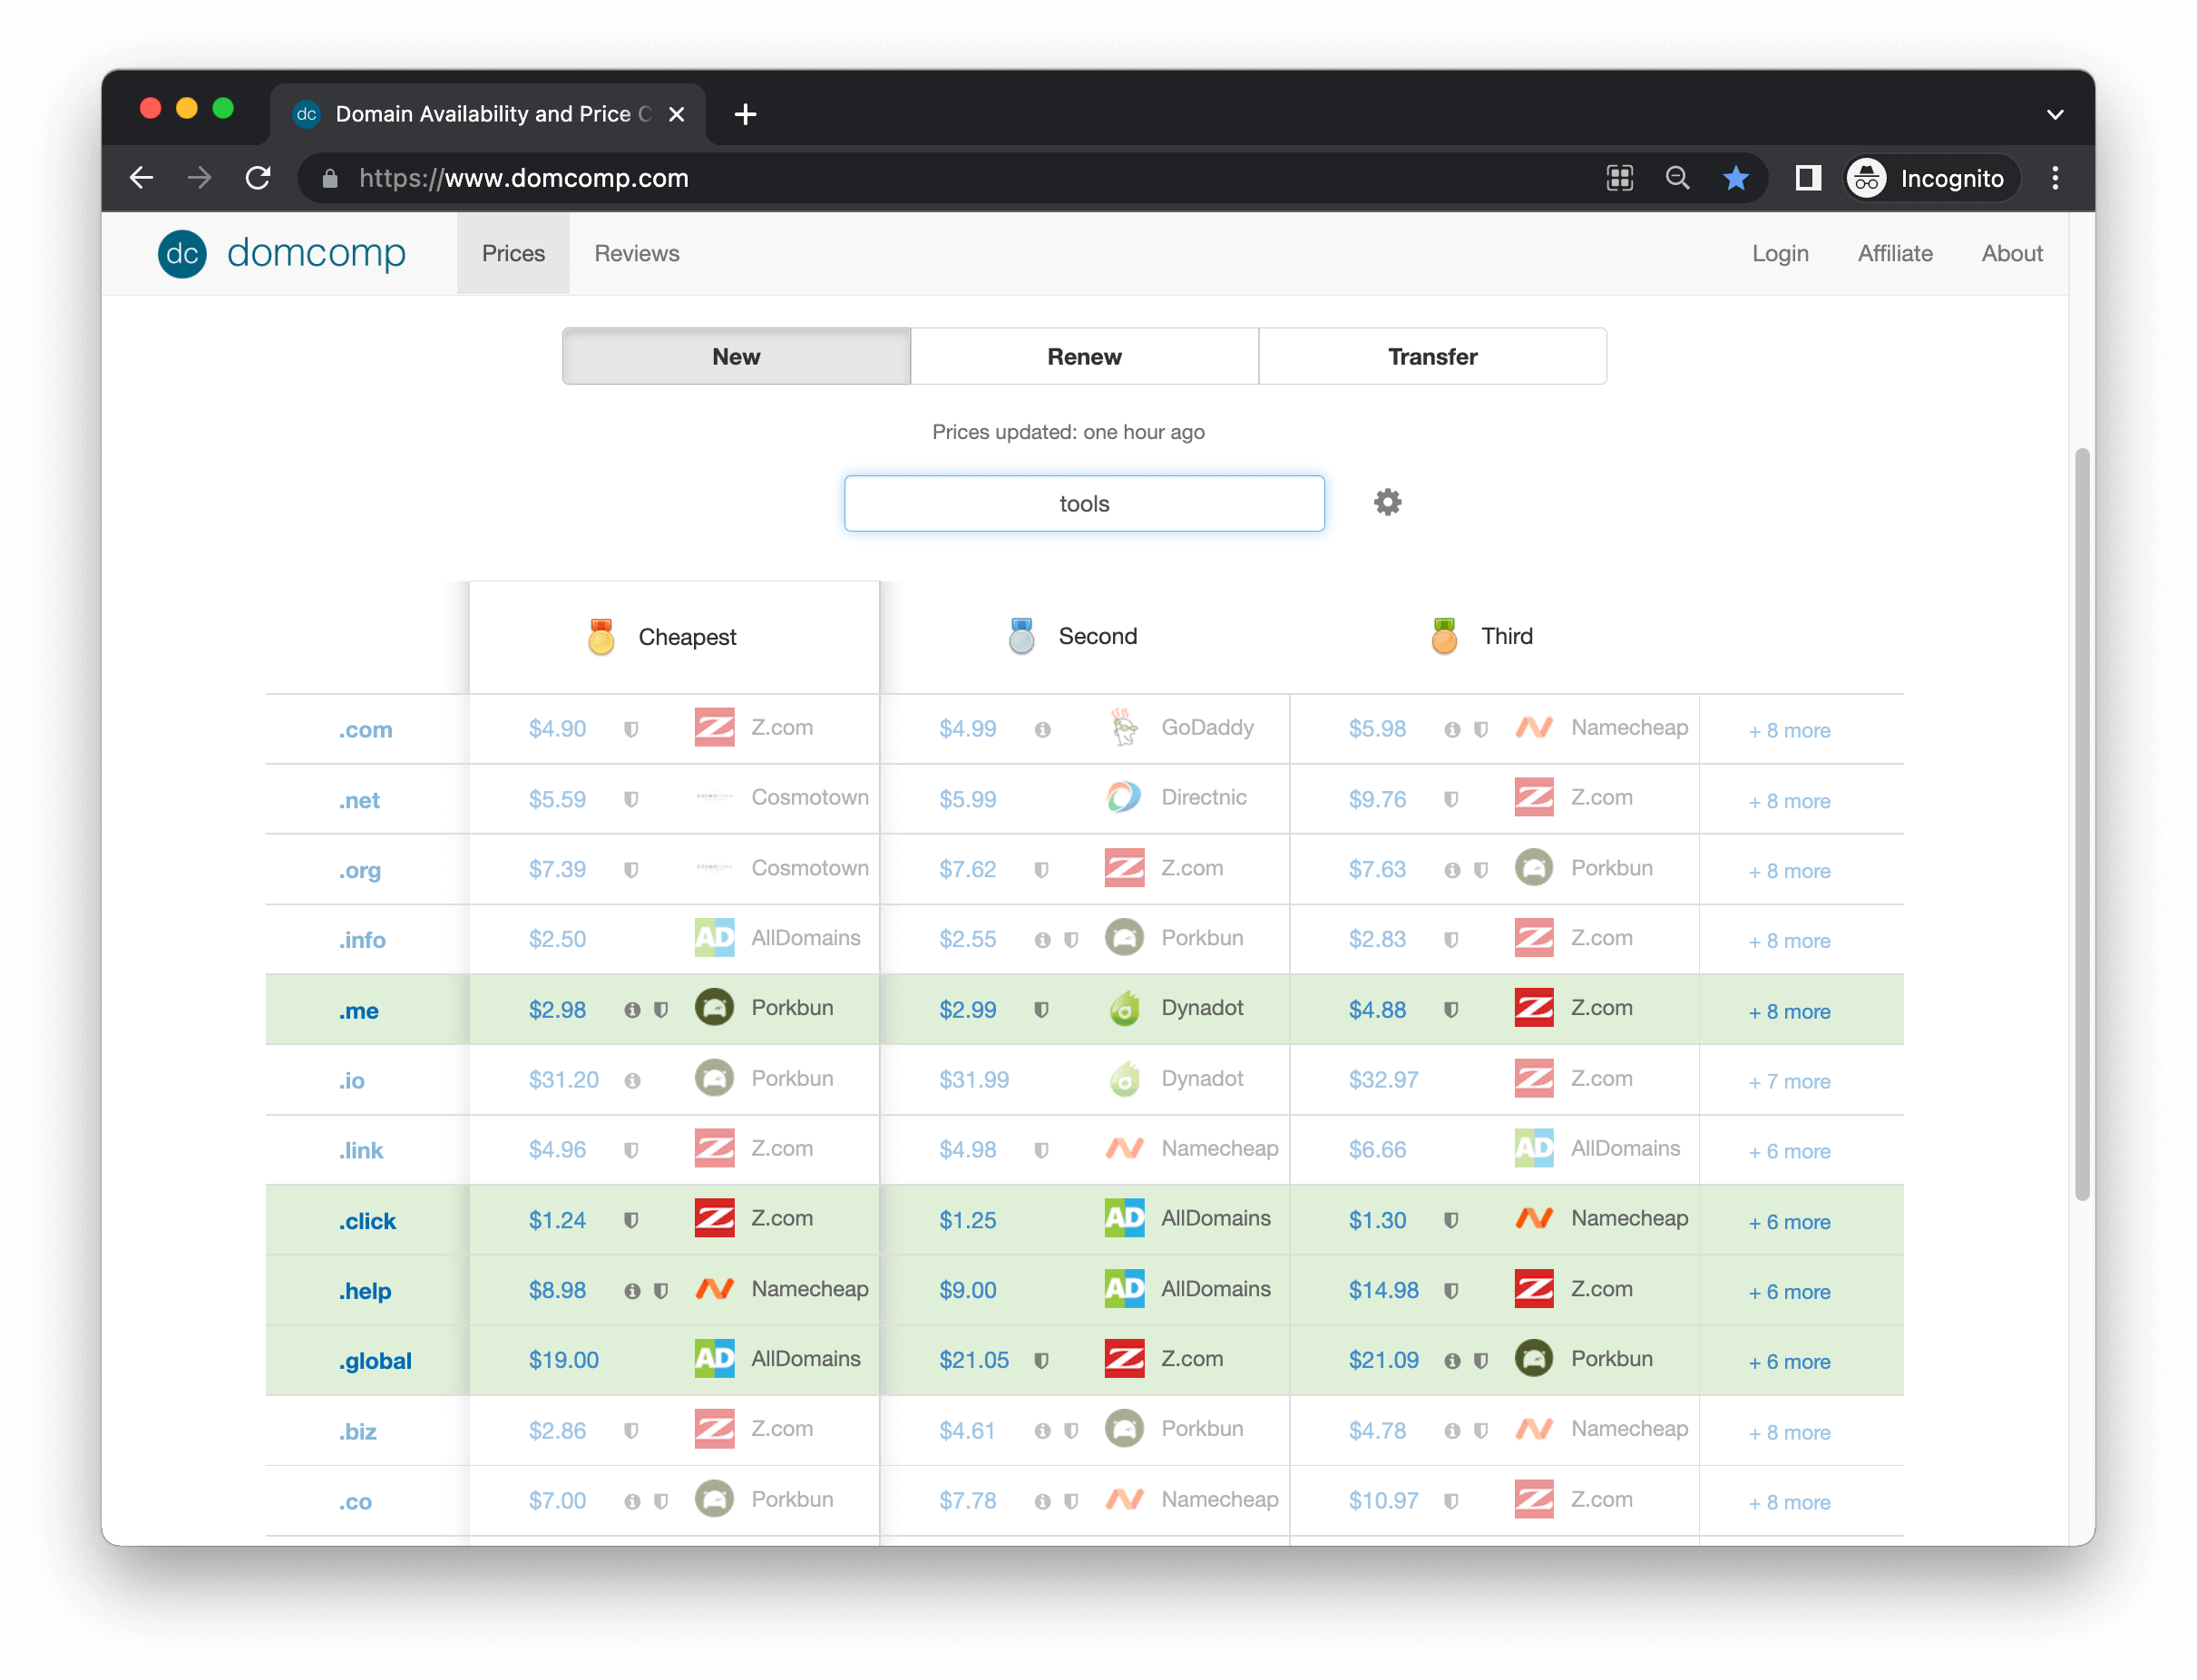 dc Domain Availability and Price C
https://www.domcomp.com
Incognito
dc domcomp Prices Reviews Login Affiliate About
New Renew Transfer
Prices updated: one hour ago
tools
Cheapest Second Third
.com $4.90 Z.com $4.99 GoDaddy $5.98 Namecheap + 8 more
.net $5.59 Cosmotown $5.99 Directnic $9.76 Z.com + 8 more
.org $7.39 Cosmotown $7.62 Z.com $7.63 Porkbun + 8 more
.info $2.50 AD AllDomains $2.55 Porkbun $2.83 Z.com + 8 more
.me $2.98 Porkbun $2.99 Dynadot $4.88 Z.com + 8 more
.io $31.20 Porkbun $31.99 Dynadot $32.97 Z.com + 7 more
.link $4.96 Z.com $4.98 Namecheap $6.66 AD AllDomains + 6 more
.click $1.24 Z.com $1.25 AD AllDomains $1.30 Namecheap + 6 more
.help $8.98 Namecheap $9.00 AD AllDomains $14.98 Z.com + 6 more
.global $19.00 AD AllDomains $21.05 Z.com $21.09 Porkbun + 6 more
.biz $2.86 Z.com $4.61 Porkbun $4.78 Namecheap + 8 more
.co $7.00 Porkbun $7.78 Namecheap $10.97 Z.com + 8 more